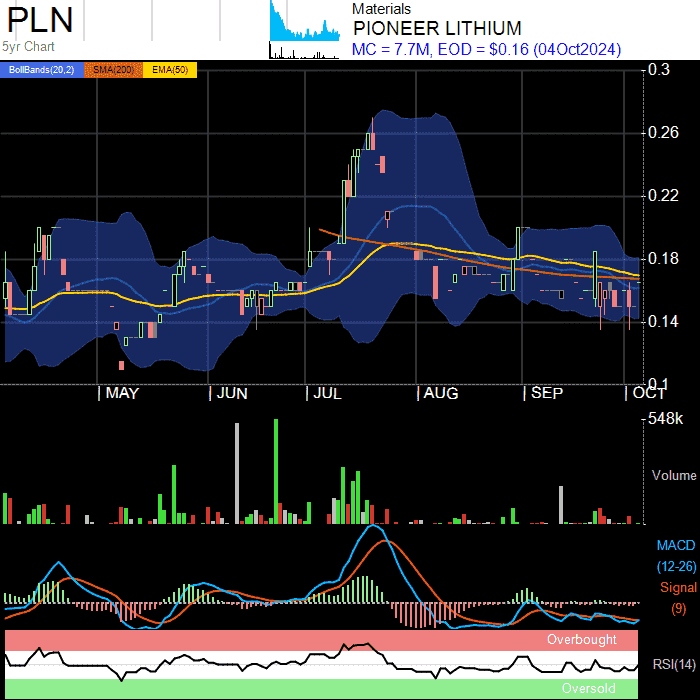 PLN
5yr Chart
Materials
PIONEER LITHIUM
MC = 7.7M, EOD = $0.16 (04Oct2024)
BollBands(20,2) SMA(200) EMA(50)
0.3
0.26
0.22
0.18
0.14
0.1
MAY JUN JUL AUG SEP OCT
548k
Volume
MACD
(12-26)
Signal
(9)
Overbought
RSI(14)
Oversold